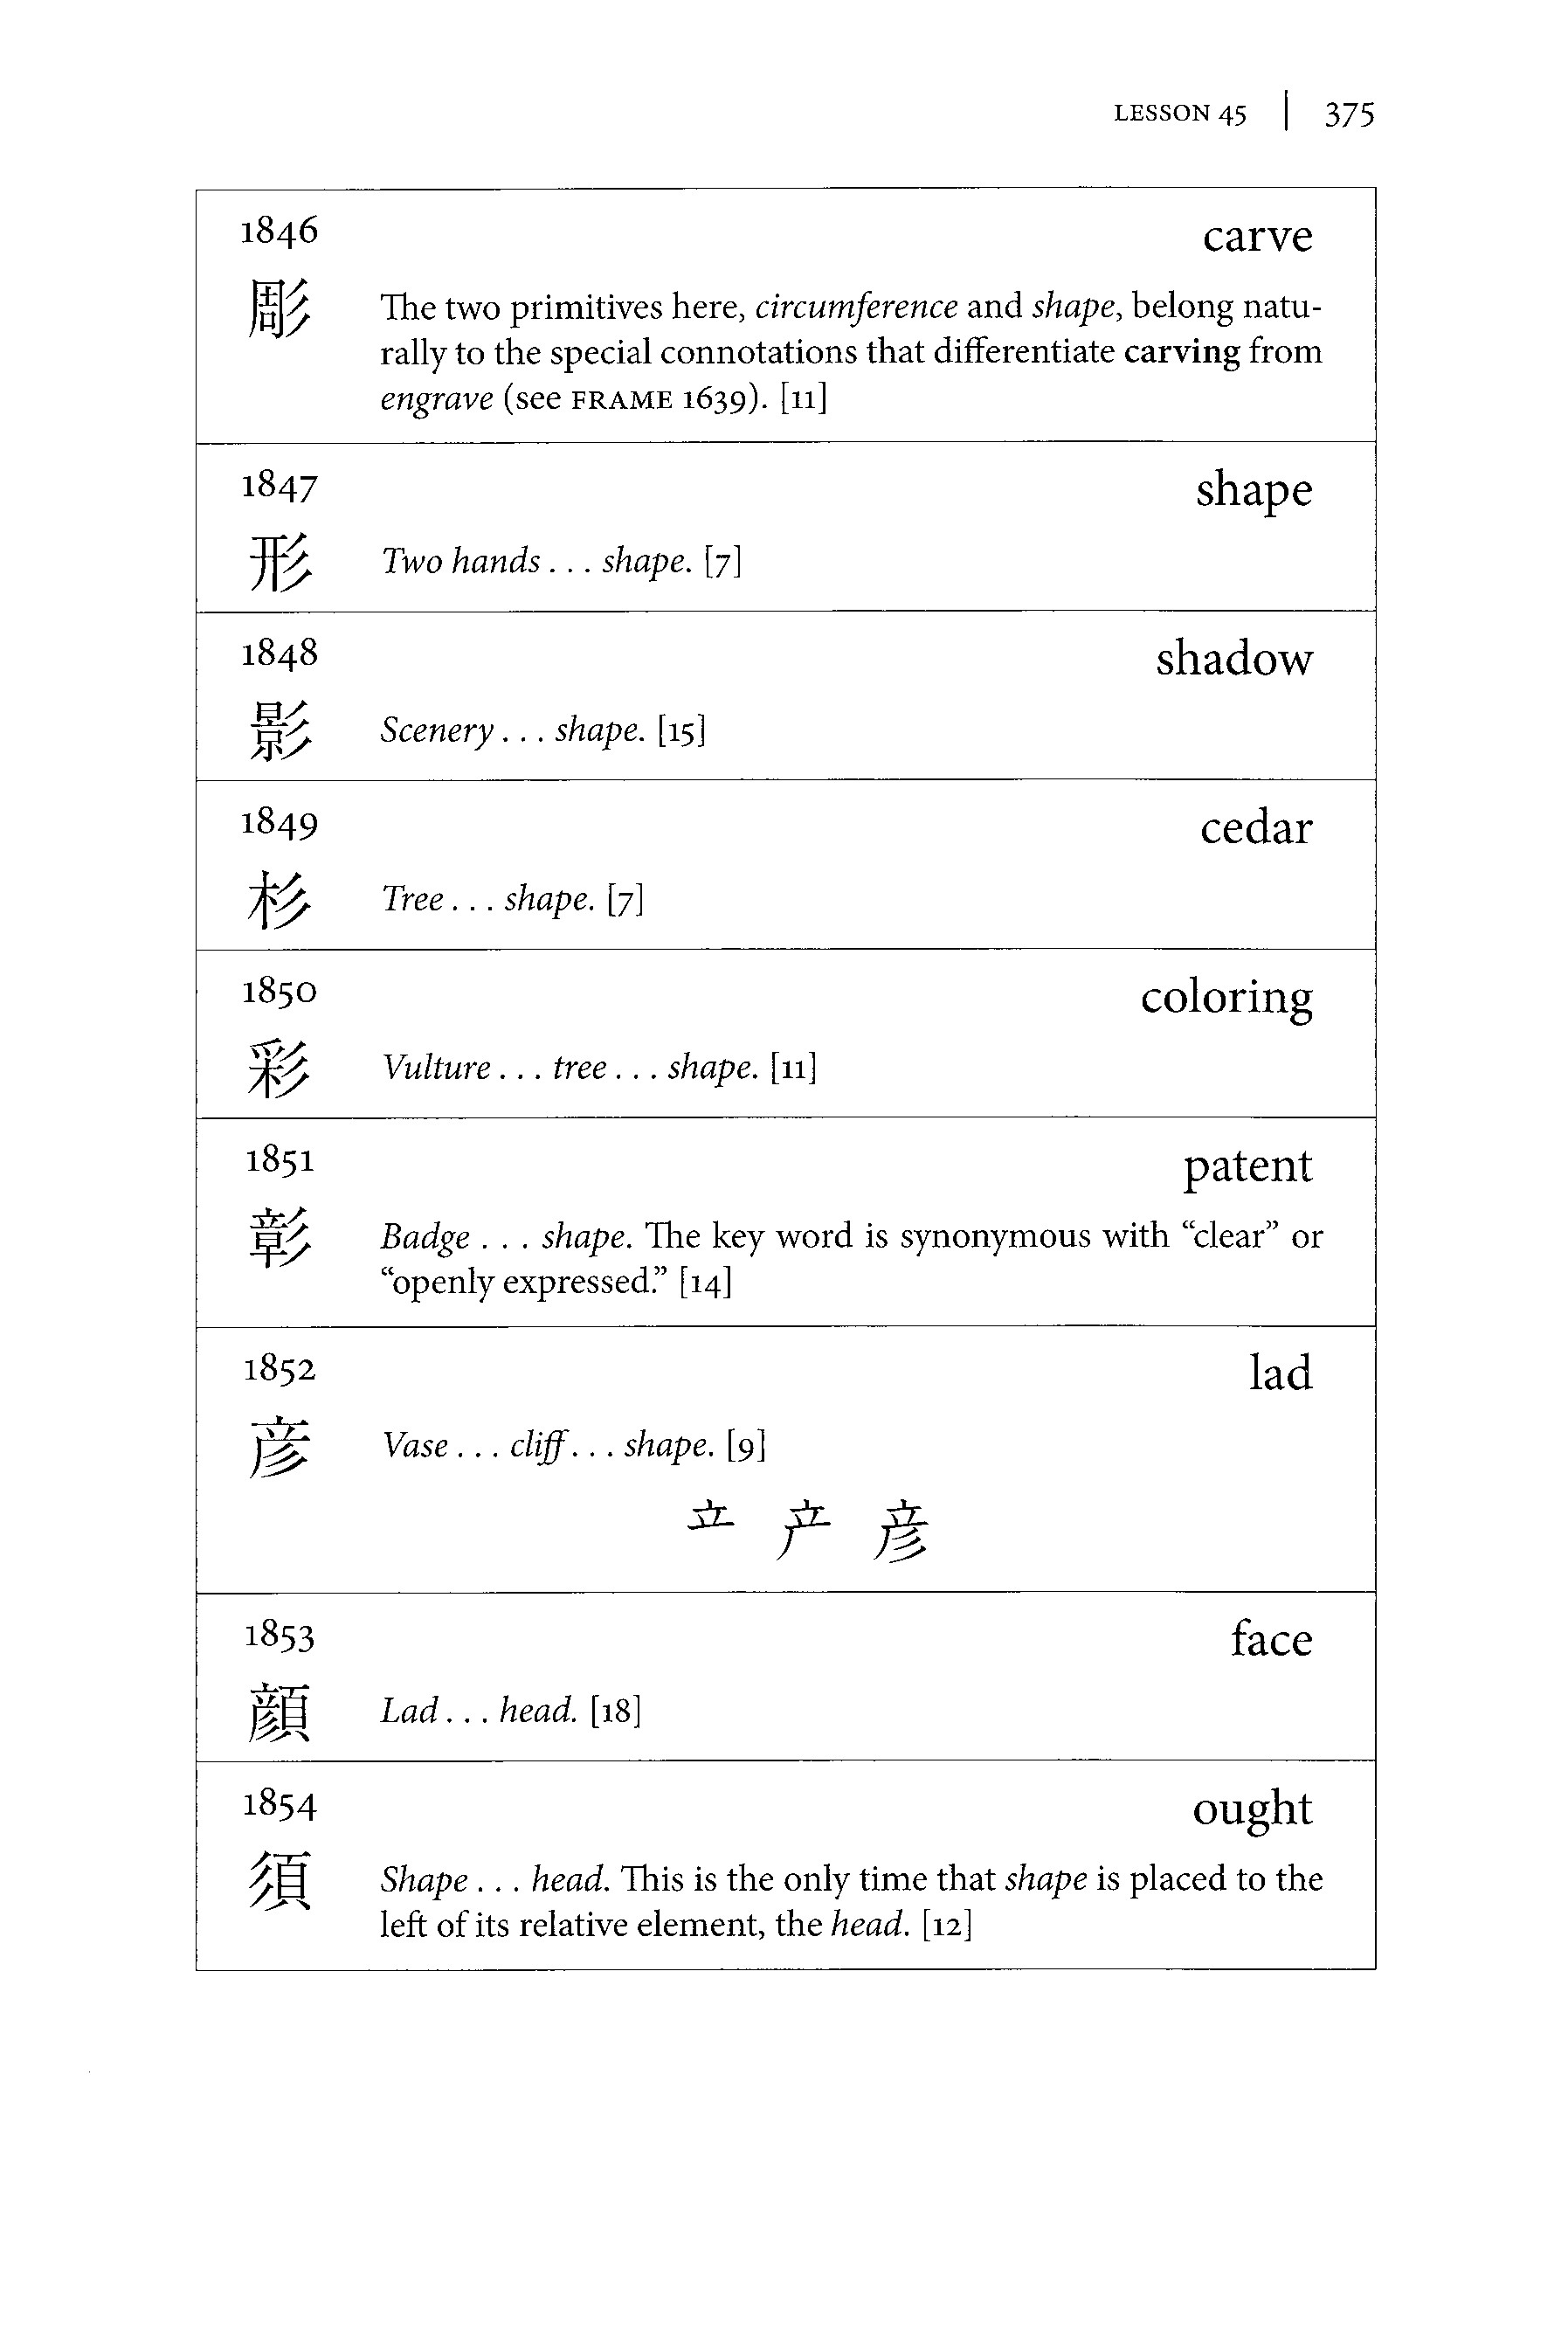 LESSON 45 | 375
1846
carve
彫
The two primitives here, circumference and shape, belong natu-
rally to the special connotations that differentiate carving from
engrave (see FRAME 1639). [11]
1847
shape
形
Two hands . . . shape. [7]
1848
shadow
影
Scenery . . . shape. [15]
1849
cedar
杉
Tree . . . shape. [7]
1850
coloring
彩
Vulture . . . tree . . . shape. [11]
1851
patent
彰
Badge . . . shape. The key word is synonymous with “clear” or
“openly expressed.” [14]
1852
lad
彦
Vase . . . cliff . . . shape. [9]
立 产 彦
1853
face
顔
Lad . . . head. [18]
1854
ought
須
Shape . . . head. This is the only time that shape is placed to the
left of its relative element, the head. [12]